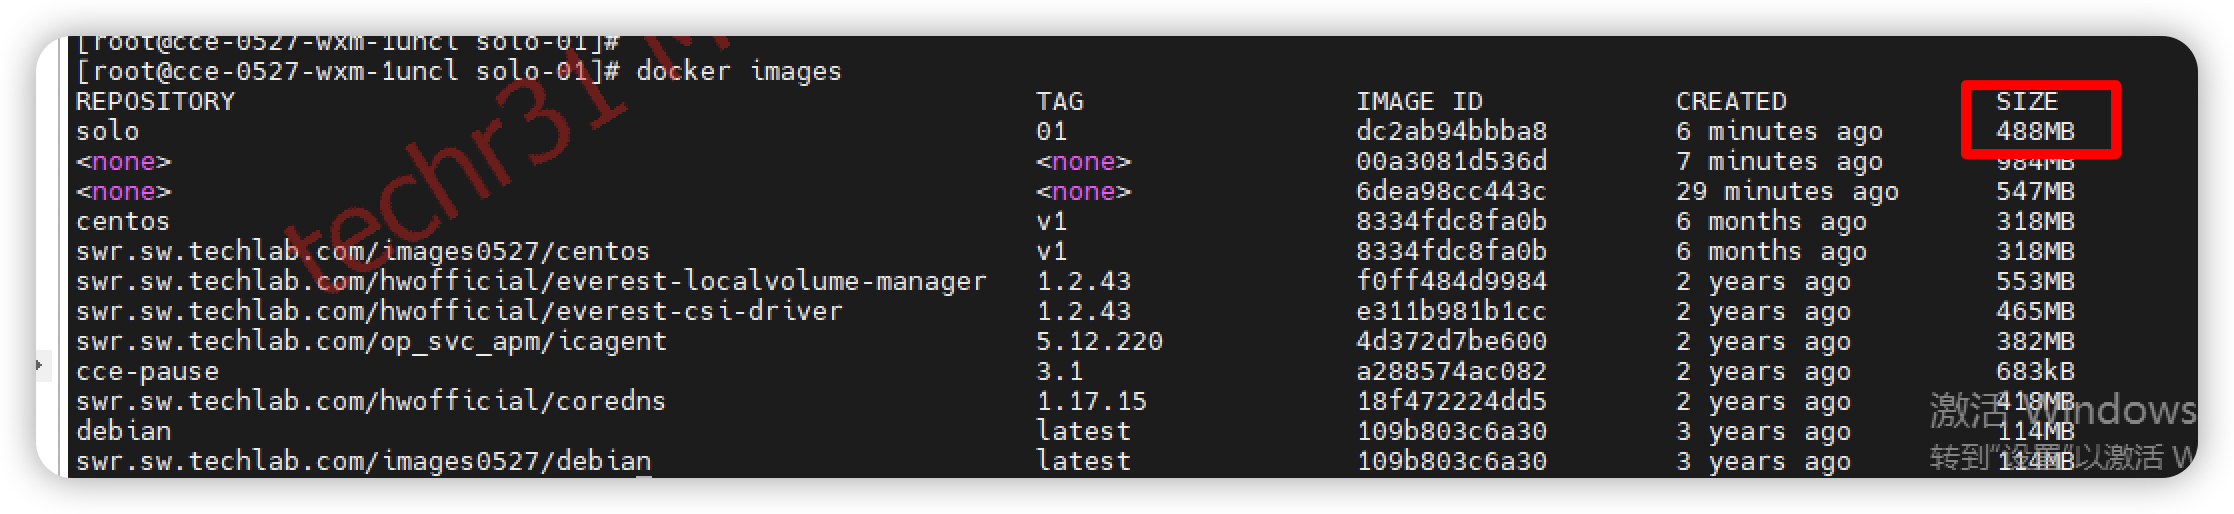 [root@cce-0527-wxm-1uncl solo-01]#
[root@cce-0527-wxm-1uncl solo-01]# docker images
REPOSITORY TAG IMAGE ID CREATED SIZE
solo 01 dc2ab94bbba8 6 minutes ago 488MB
<none> <none> 00a3081d536d 7 minutes ago 984MB
<none> <none> 6dea98cc443c 29 minutes ago 547MB
centos v1 8334fdc8fa0b 6 months ago 318MB
swr.sw.techlab.com/images0527/centos v1 8334fdc8fa0b 6 months ago 318MB
swr.sw.techlab.com/hwofficial/everest-localvolume-manager 1.2.43 f0ff484d9984 2 years ago 553MB
swr.sw.techlab.com/hwofficial/everest-csi-driver 1.2.43 e311b981b1cc 2 years ago 465MB
swr.sw.techlab.com/op_svc_apm/icagent 5.12.220 4d372d7be600 2 years ago 382MB
cce-pause 3.1 a288574ac082 2 years ago 683kB
swr.sw.techlab.com/hwofficial/coredns 1.17.15 18f472224dd5 2 years ago 418MB
debian latest 109b803c6a30 3 years ago 114MB
swr.sw.techlab.com/images0527/debian latest 109b803c6a30 3 years ago 114MB
techr31
激活 Windows
转到"设置"以激活 W